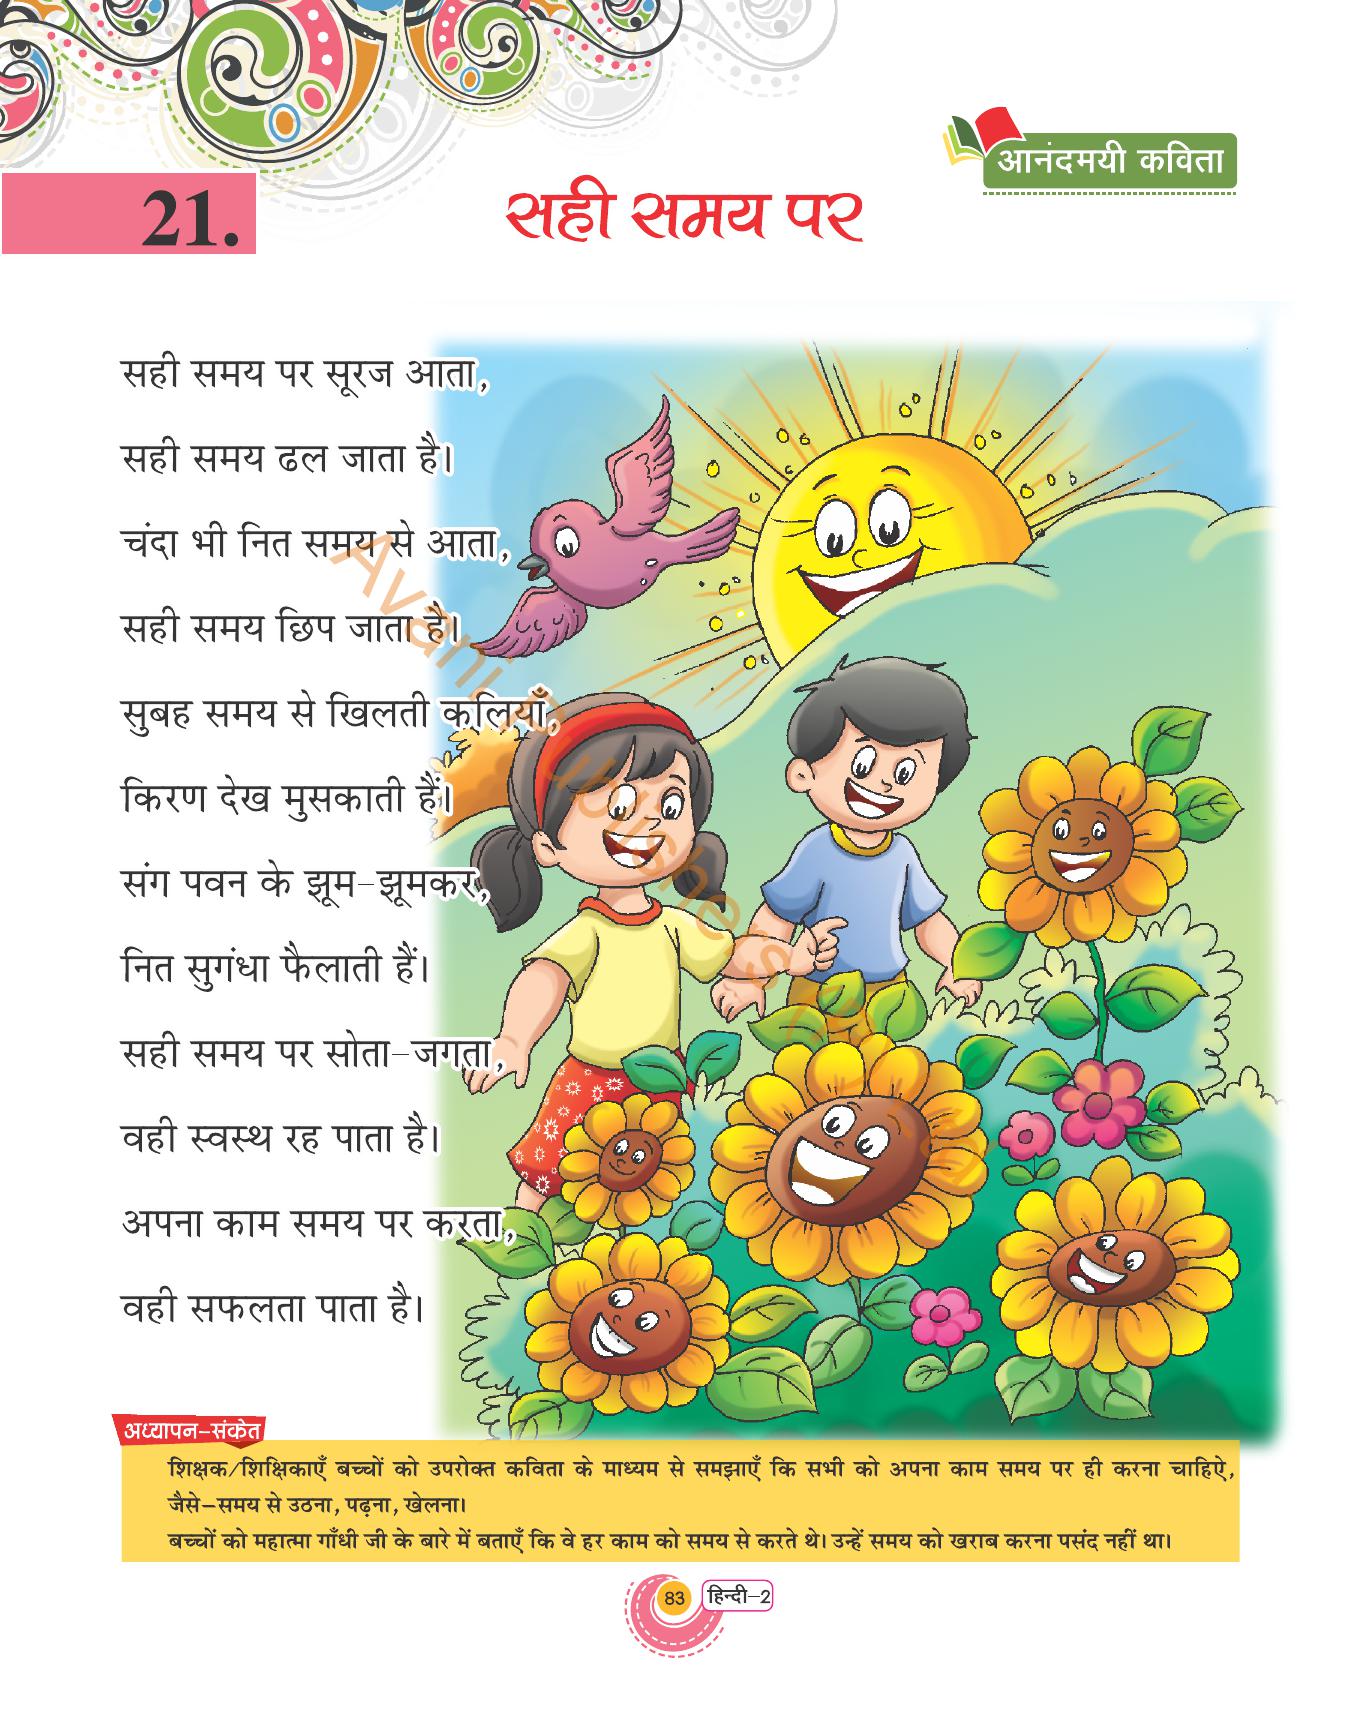 आनंदमयी कविता
21.
सही समय पर
सही समय पर सूरज आता,
सही समय ढल जाता है।
चंदा भी नित समय से आता,
सही समय छिप जाता है।
सुबह समय से खिलती कलियाँ,
किरण देख मुसकाती हैं।
संग पवन के झूम-झूमकर,
नित सुगंधा फैलाती हैं।
सही समय पर सोता-जगता,
वही स्वस्थ रह पाता है।
अपना काम समय पर करता,
वही सफलता पाता है।
अध्यापन-संकेत
शिक्षक/शिक्षिकाएँ बच्चों को उपरोक्त कविता के माध्यम से समझाएँ कि सभी को अपना काम समय पर ही करना चाहिऐ,
जैसे–समय से उठना, पढ़ना, खेलना।
बच्चों को महात्मा गाँधी जी के बारे में बताएँ कि वे हर काम को समय से करते थे। उन्हें समय को खराब करना पसंद नहीं था।
83
हिन्दी-2
Avani Publishers